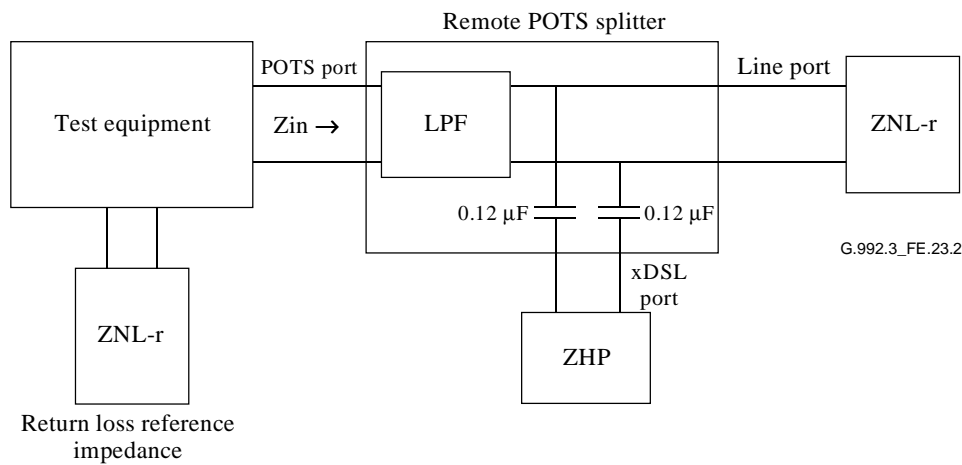 Remote POTS splitter
POTS port
Line port
Test equipment
Zin →
LPF
ZNL-r
0.12 µF
0.12 µF
G.992.3_FE.23.2
xDSL
port
ZNL-r
ZHP
Return loss reference
impedance